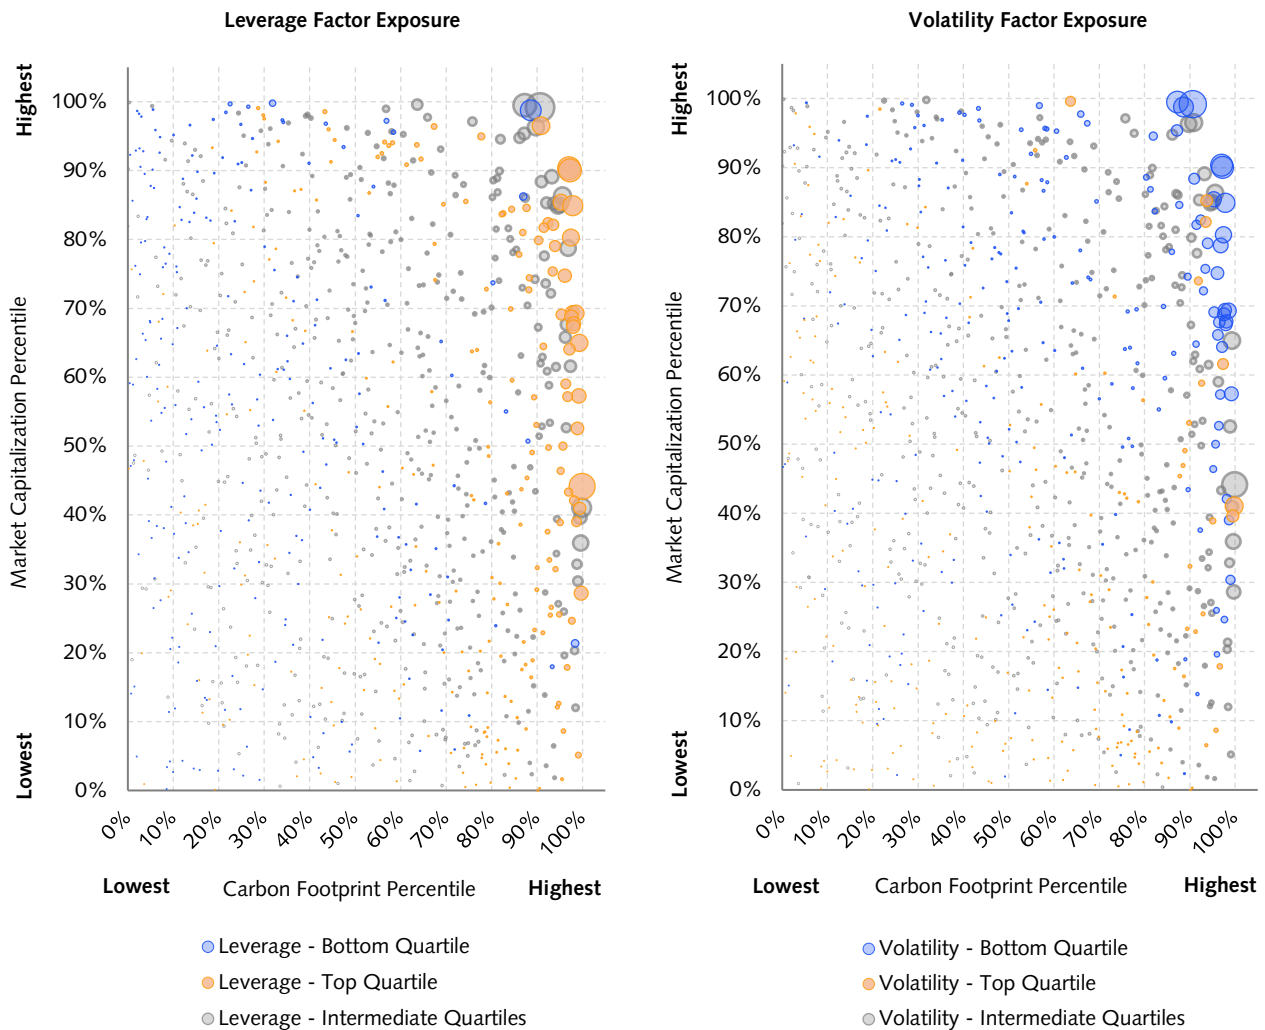 Leverage Factor Exposure
Highest
Market Capitalization Percentile
Lowest
100%
90%
80%
70%
60%
50%
40%
30%
20%
10%
0%
0% 10% 20% 30% 40% 50% 60% 70% 80% 90% 100%
Lowest Carbon Footprint Percentile Highest
Leverage - Bottom Quartile
Leverage - Top Quartile
Leverage - Intermediate Quartiles
Volatility Factor Exposure
Highest
Market Capitalization Percentile
Lowest
100%
90%
80%
70%
60%
50%
40%
30%
20%
10%
0%
0% 10% 20% 30% 40% 50% 60% 70% 80% 90% 100%
Lowest Carbon Footprint Percentile Highest
Volatility - Bottom Quartile
Volatility - Top Quartile
Volatility - Intermediate Quartiles